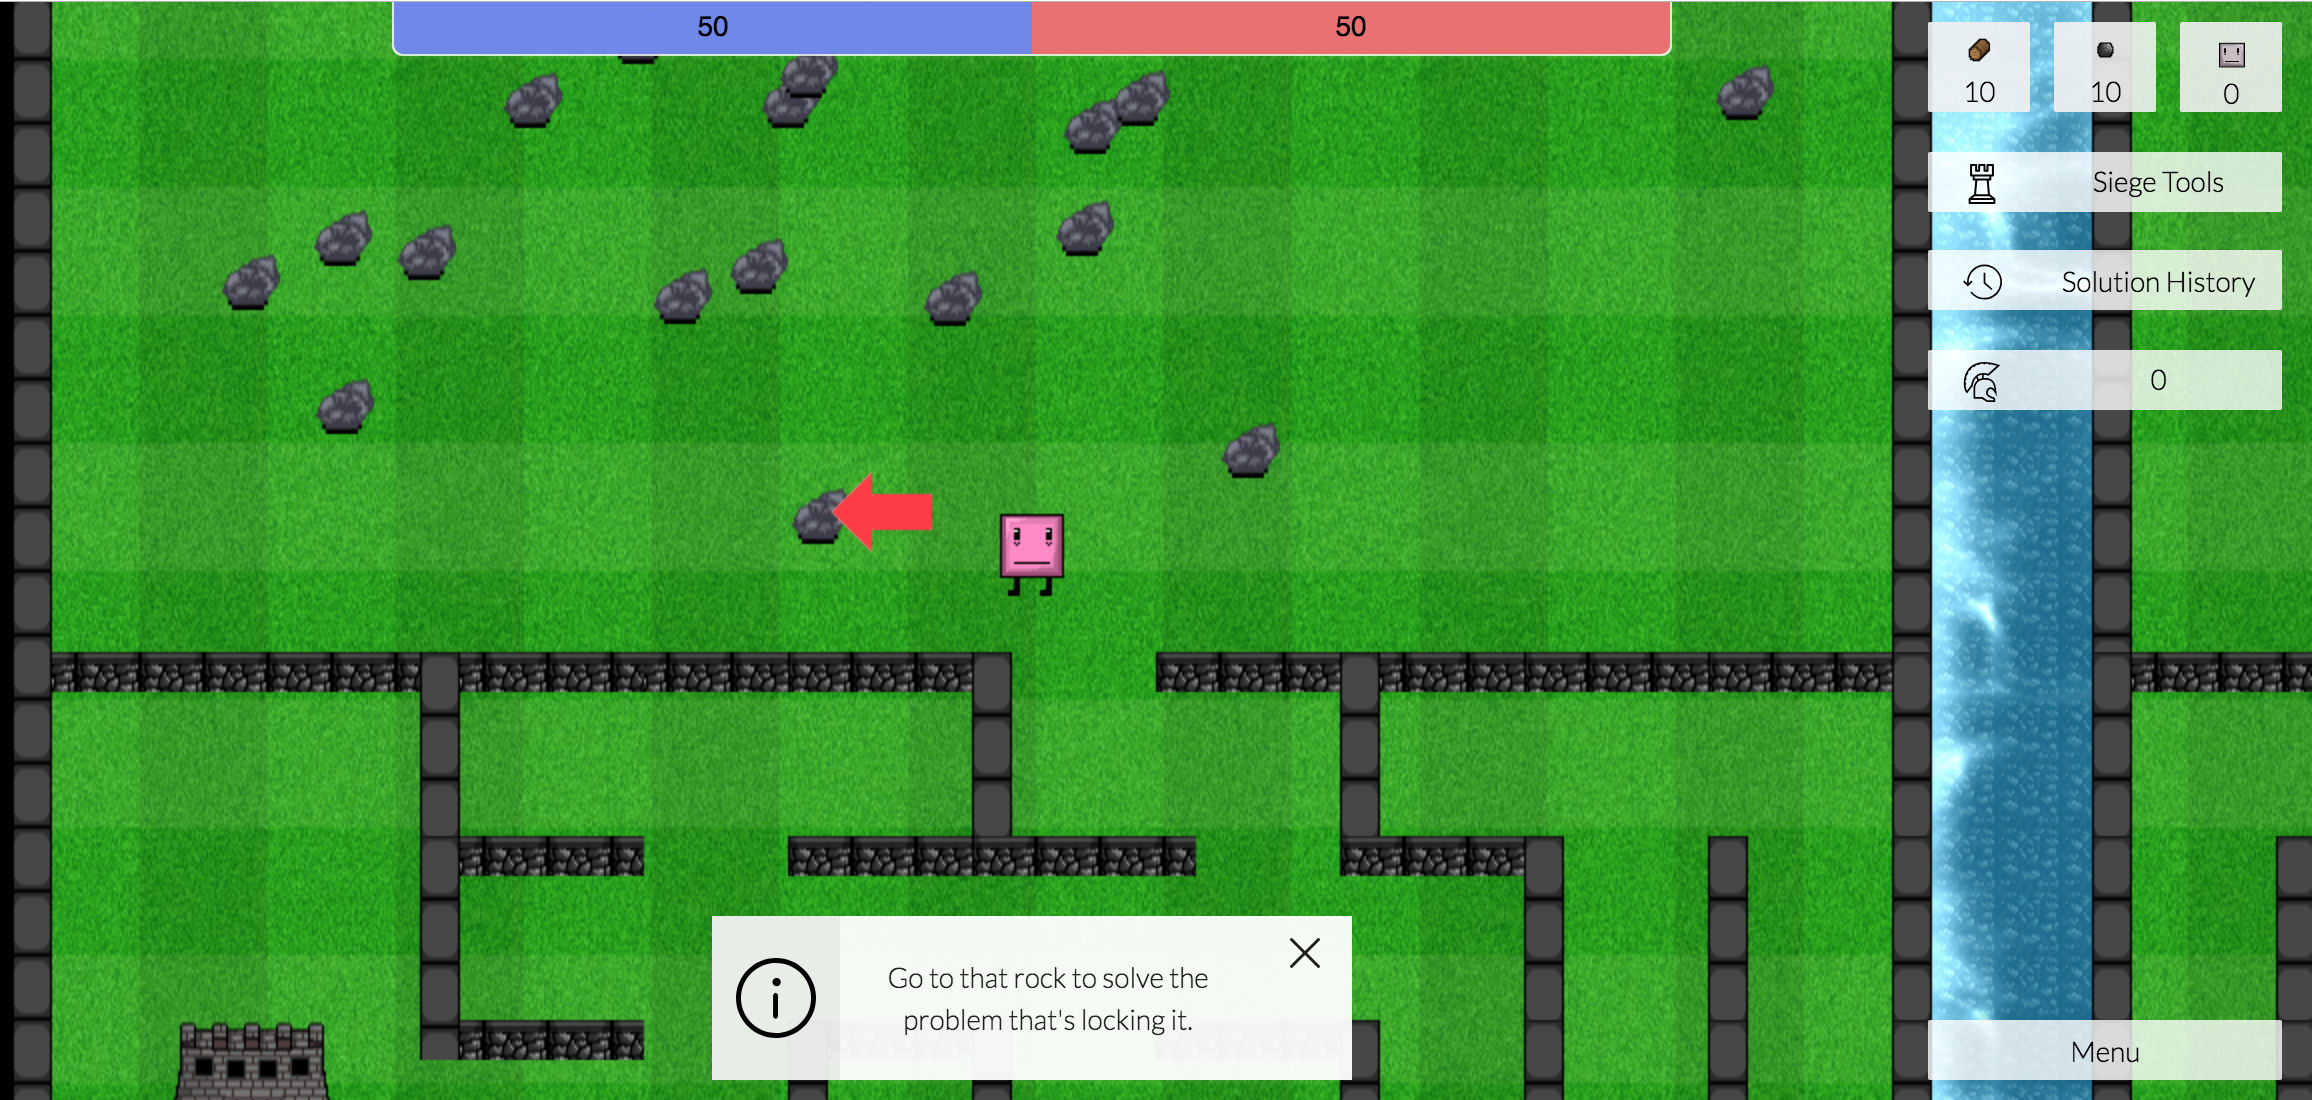 50
50
10
10
0
Siege Tools
Solution History
0
Go to that rock to solve the
problem that's locking it.
Menu